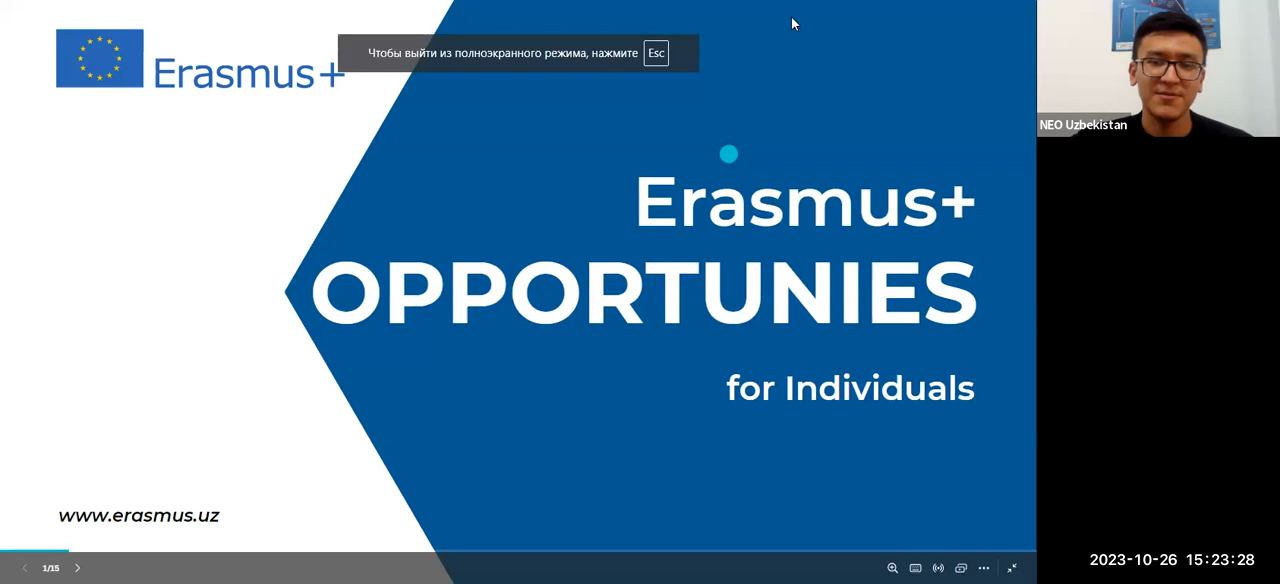 Erasmus+
Чтобы выйти из полноэкранного режима, нажмите Esc
NEO Uzbekistan
Erasmus+
OPPORTUNIES
for Individuals
www.erasmus.uz
1/15
2023-10-26 15:23:28